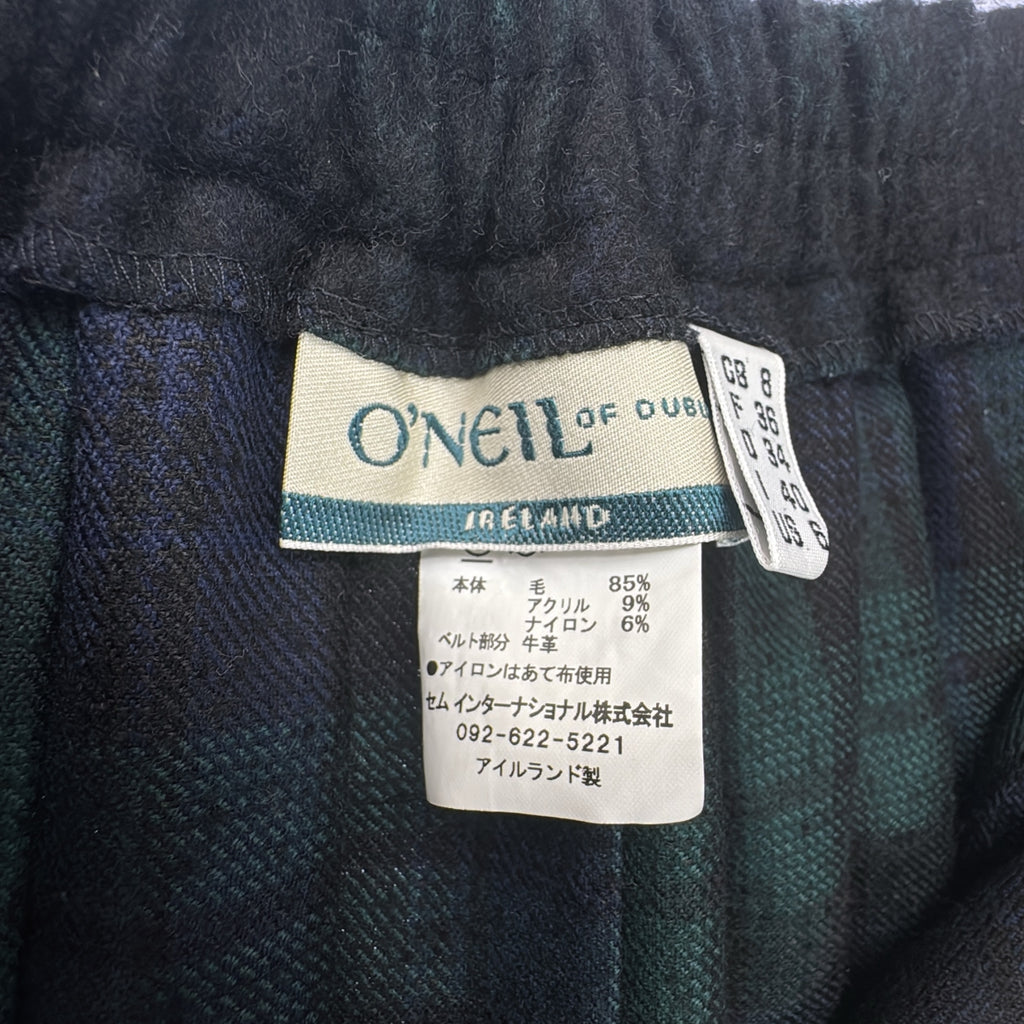 O'NEIL OF DUBL
IRELAND
GB 8
F 36
D 34
I 40
US 6
本体 毛 85%
アクリル 9%
ナイロン 6%
ベルト部分 牛革
●アイロンはあて布使用
セム インターナショナル株式会社
092-622-5221
アイルランド製